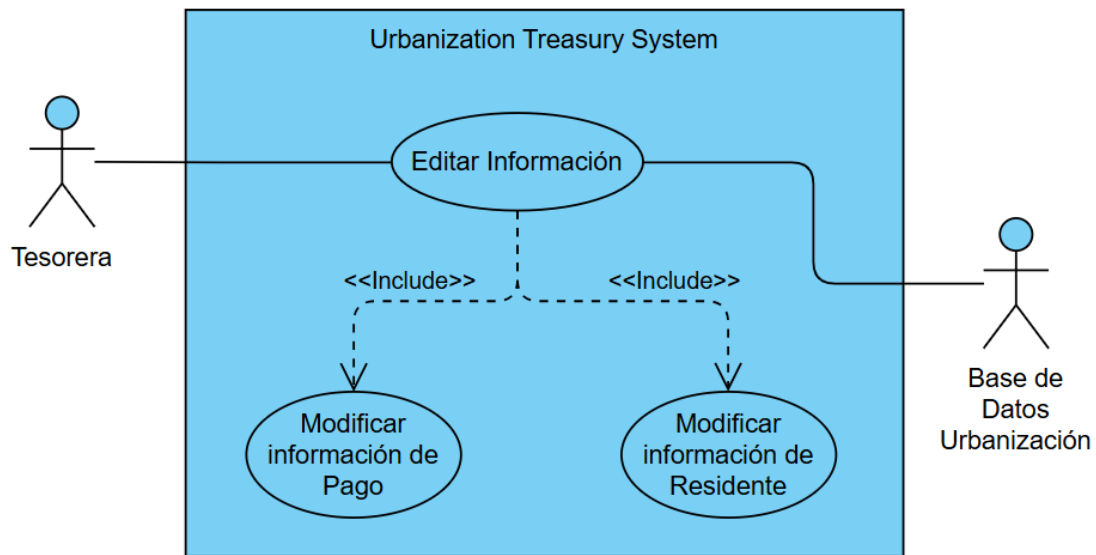 Urbanization Treasury System
Editar Información
Tesorera
<<Include>>
<<Include>>
Modificar
información de
Pago
Modificar
información de
Residente
Base de
Datos
Urbanización